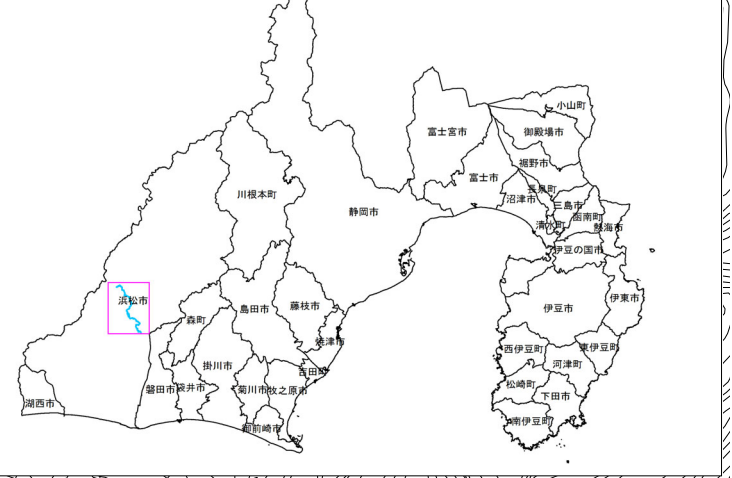 小山町
富士宮市
御殿場市
裾野市
富士市
長泉町
川根本町
沼津市
三島市
静岡市
函南町
清水町
熱海市
伊豆の国市
浜松市
伊東市
藤枝市
島田市
伊豆市
森町
焼津市
東伊豆町
西伊豆町
掛川市
河津町
吉田町
松崎町
磐田市
袋井市
菊川市
牧之原市
下田市
湖西市
南伊豆町
御前崎市